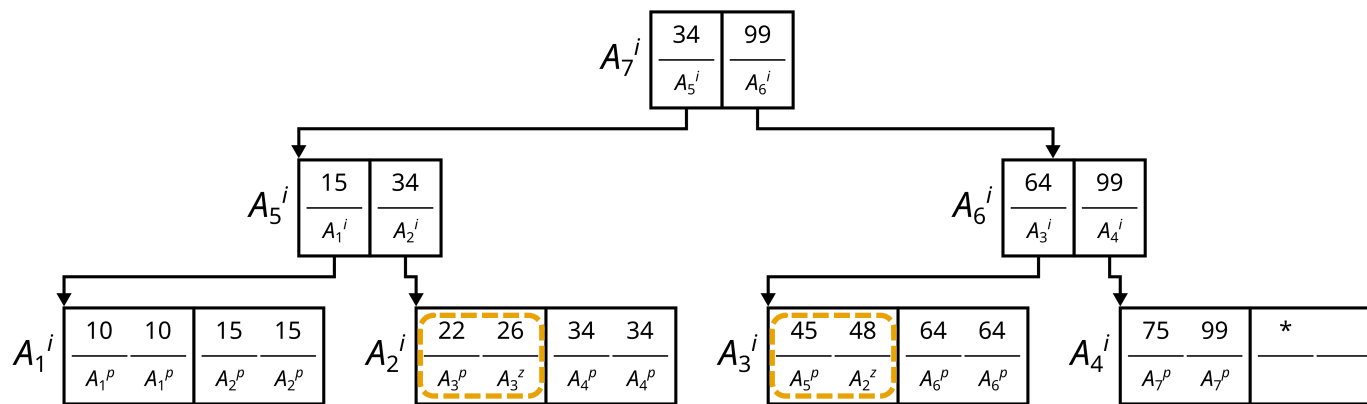 A₇ⁱ 34 99
A₅ⁱ A₆ⁱ
A₅ⁱ 15 34 A₆ⁱ 64 99
A₁ⁱ A₂ⁱ A₃ⁱ A₄ⁱ
A₁ⁱ 10 10 15 15 A₂ⁱ 22 26 34 34 A₃ⁱ 45 48 64 64 A₄ⁱ 75 99 *
A₁ᵖ A₁ᵖ A₂ᵖ A₂ᵖ A₃ᵖ A₃ᶻ A₄ᵖ A₄ᵖ A₅ᵖ A₂ᶻ A₆ᵖ A₆ᵖ A₇ᵖ A₇ᵖ